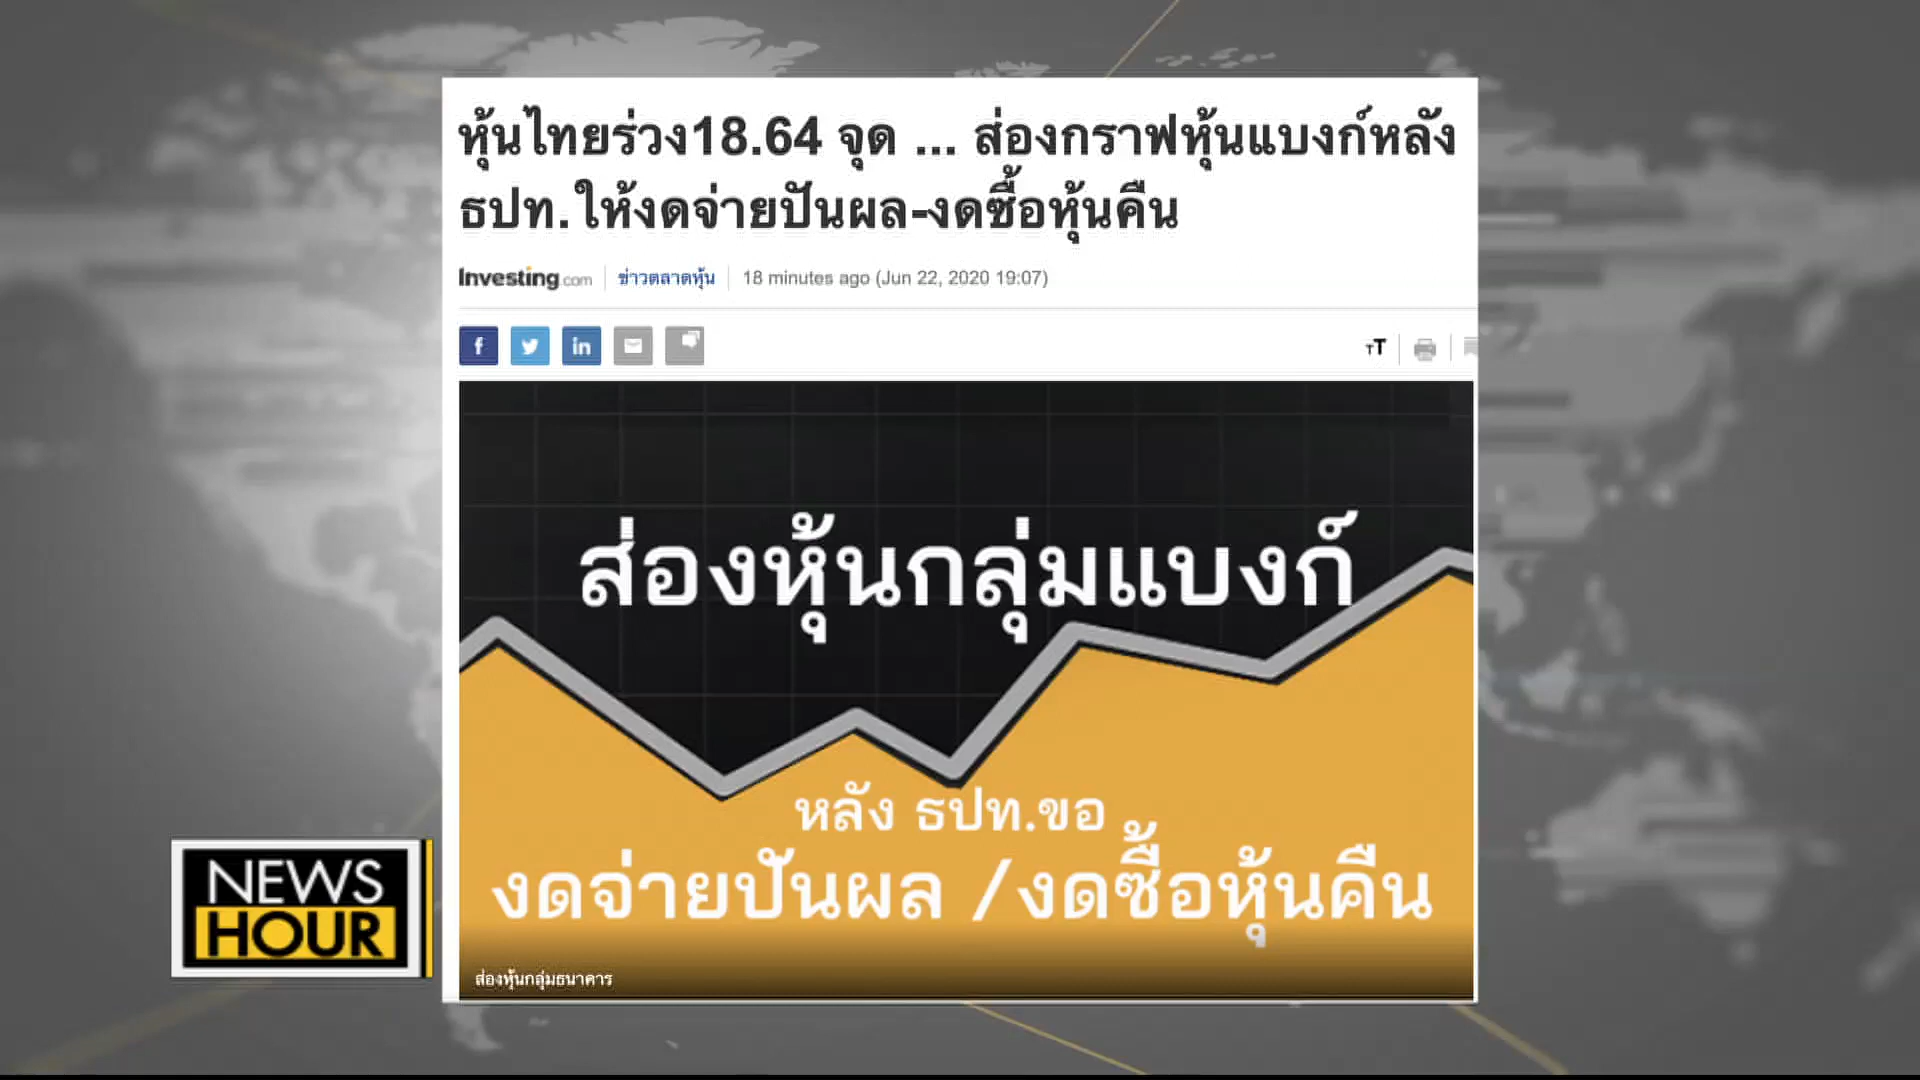 หุ้นไทยร่วง18.64 จุด ... ส่องกราฟหุ้นแบงก์หลัง
ธปท.ให้งดจ่ายปันผล-งดซื้อหุ้นคืน
Investing.com
ข่าวตลาดหุ้น
18 minutes ago (Jun 22, 2020 19:07)
f
in
TT
ส่องหุ้นกลุ่มแบงก์
หลัง ธปท.ขอ
งดจ่ายปันผล /งดซื้อหุ้นคืน
ส่องหุ้นกลุ่มธนาคาร
NEWS
HOUR